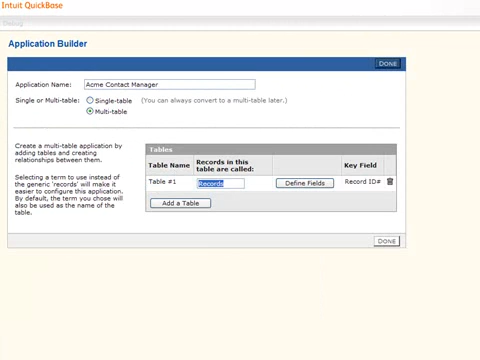 Intuit QuickBase
Debug
Application Builder
DONE
Application Name: Acme Contact Manager
Single or Multi-table: Single-table (You can always convert to a multi-table later.)
Multi-table
Create a multi-table application by
adding tables and creating
relationships between them.
Selecting a term to use instead of
the generic 'records' will make it
easier to configure this application.
By default, the term you chose will
also be used as the name of the
table.
Tables
Table Name
Records in this
table are called:
Key Field
Table #1 Records Define Fields Record ID#
Add a Table
DONE